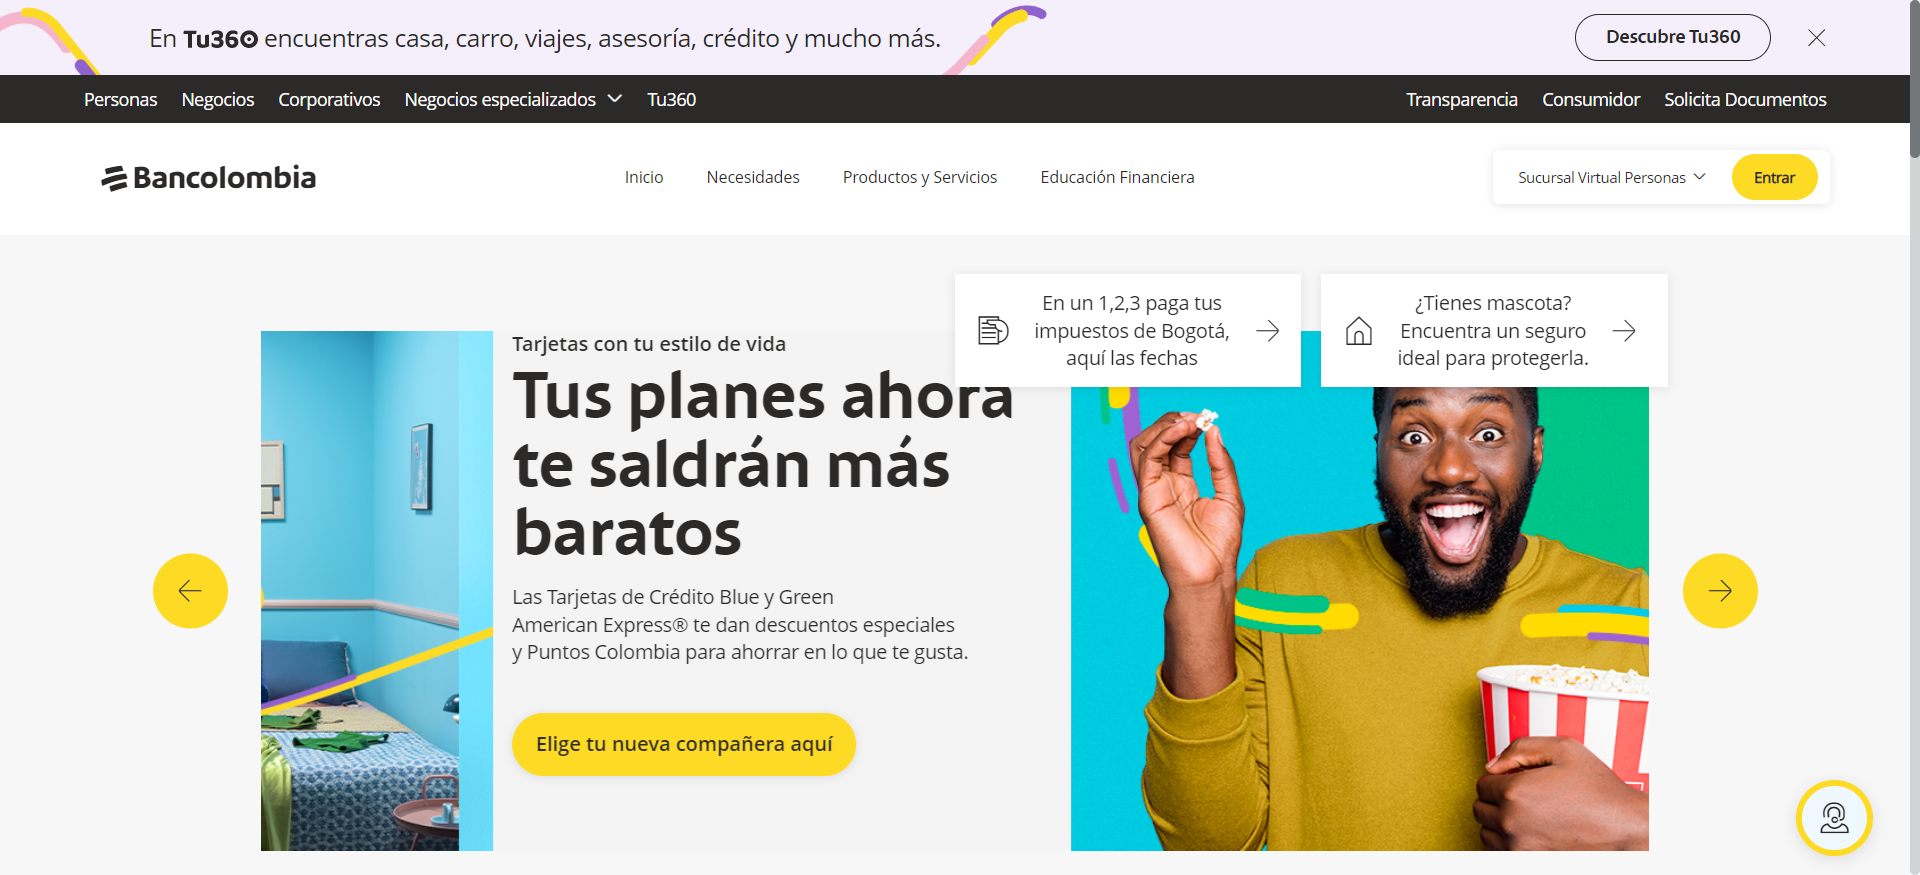 En Tu360 encuentras casa, carro, viajes, asesoría, crédito y mucho más.
Descubre Tu360
Personas Negocios Corporativos Negocios especializados Tu360
Transparencia Consumidor Solicita Documentos
Bancolombia
Inicio Necesidades Productos y Servicios Educación Financiera
Sucursal Virtual Personas
Entrar
En un 1,2,3 paga tus
impuestos de Bogotá,
aquí las fechas
¿Tienes mascota?
Encuentra un seguro
ideal para protegerla.
Tarjetas con tu estilo de vida
Tus planes ahora
te saldrán más
baratos
Las Tarjetas de Crédito Blue y Green
American Express® te dan descuentos especiales
y Puntos Colombia para ahorrar en lo que te gusta.
Elige tu nueva compañera aquí